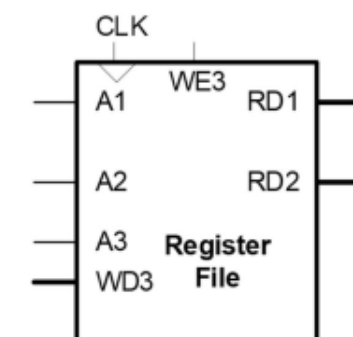 CLK
WE3
A1 RD1
A2 RD2
A3
Register
File
WD3